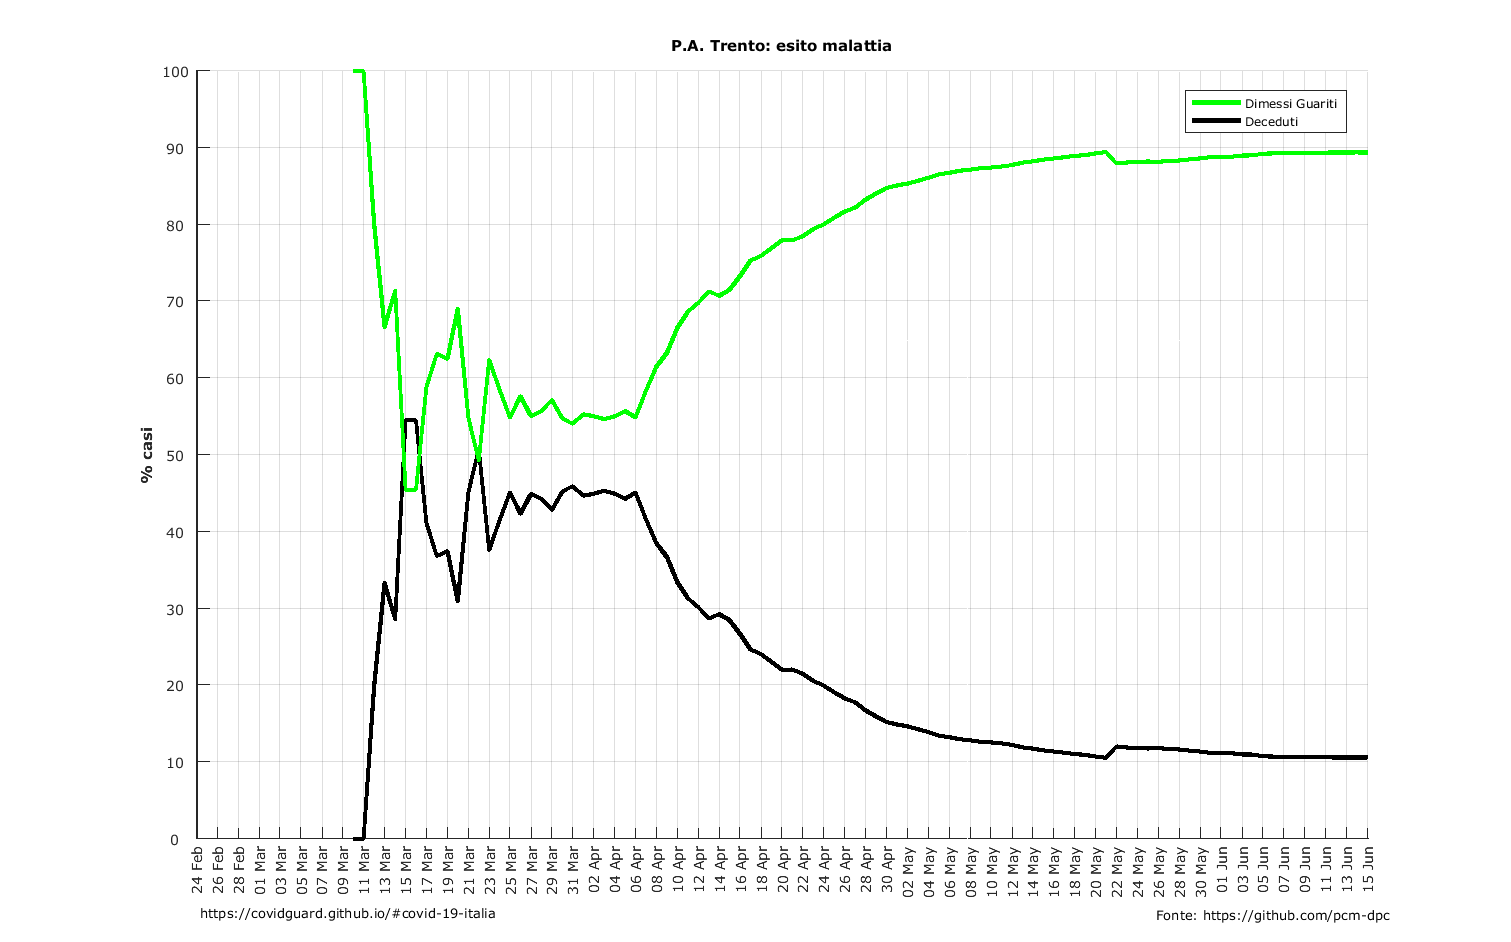 P.A. Trento: esito malattia
Dimessi Guariti
Deceduti
% casi
100
90
80
70
60
50
40
30
20
10
0
24 Feb
26 Feb
28 Feb
01 Mar
03 Mar
05 Mar
07 Mar
09 Mar
11 Mar
13 Mar
15 Mar
17 Mar
19 Mar
21 Mar
23 Mar
25 Mar
27 Mar
29 Mar
31 Mar
02 Apr
04 Apr
06 Apr
08 Apr
10 Apr
12 Apr
14 Apr
16 Apr
18 Apr
20 Apr
22 Apr
24 Apr
26 Apr
28 Apr
30 Apr
02 May
04 May
06 May
08 May
10 May
12 May
14 May
16 May
18 May
20 May
22 May
24 May
26 May
28 May
30 May
01 Jun
03 Jun
05 Jun
07 Jun
09 Jun
11 Jun
13 Jun
15 Jun
https://covidguard.github.io/#covid-19-italia
Fonte: https://github.com/pcm-dpc